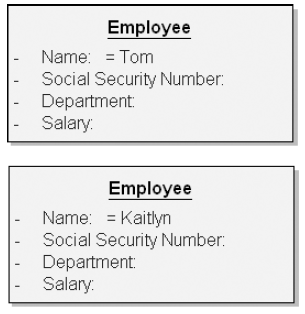 Employee
- Name: = Tom
- Social Security Number:
- Department:
- Salary:
Employee
- Name: = Kaitlyn
- Social Security Number:
- Department:
- Salary: